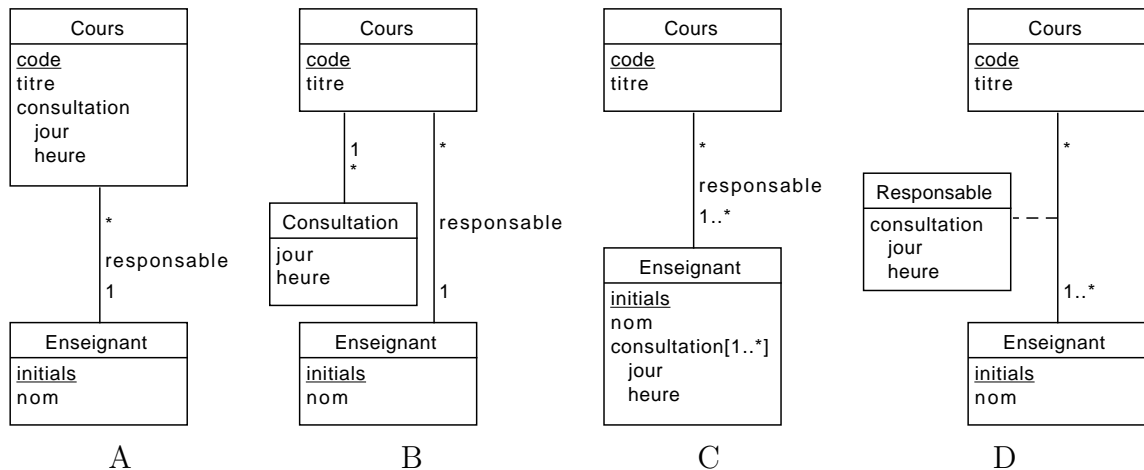 Cours
code
titre
consultation
jour
heure
*
responsable
1
Enseignant
initials
nom
A
Cours
code
titre
1
*
*
Consultation
jour
heure
responsable
1
Enseignant
initials
nom
B
Cours
code
titre
*
responsable
1..*
Enseignant
initials
nom
consultation[1..*]
jour
heure
C
Cours
code
titre
*
Responsable
consultation
jour
heure
1..*
Enseignant
initials
nom
D